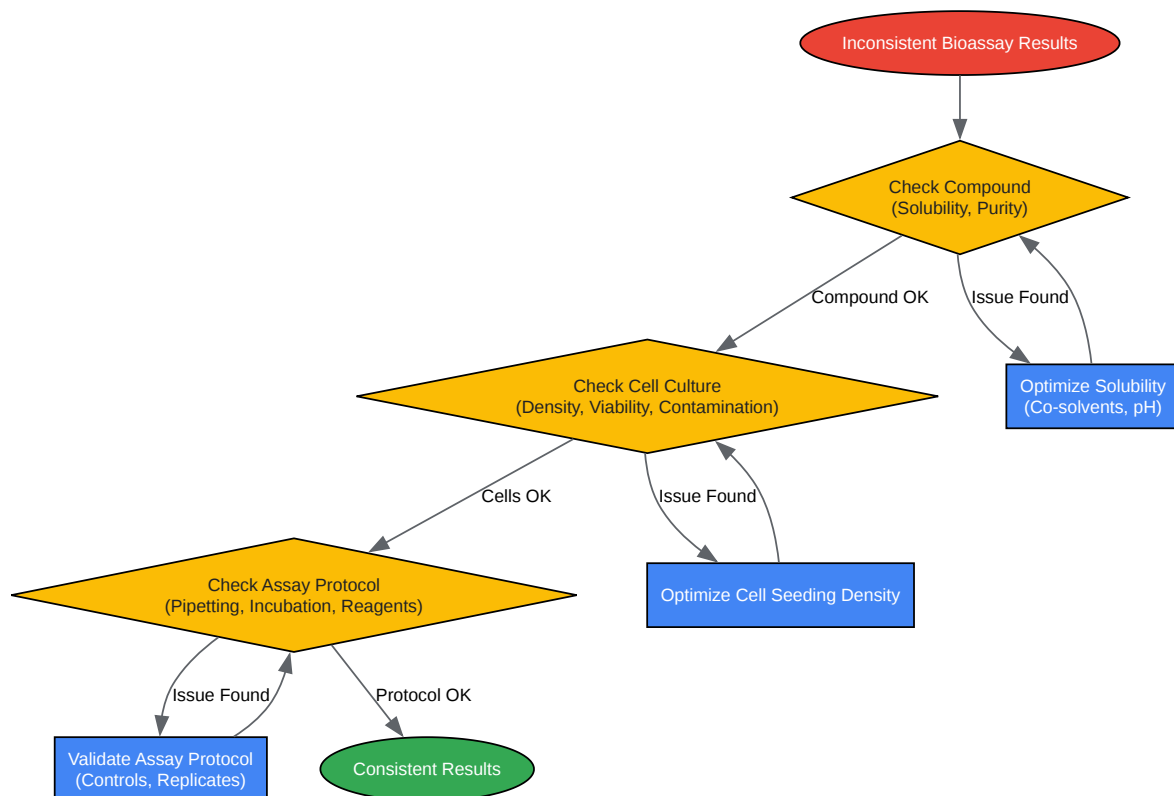 Inconsistent Bioassay Results
Check Compound
(Solubility, Purity)
Compound OK
Issue Found
Optimize Solubility
(Co-solvents, pH)
Check Cell Culture
(Density, Viability, Contamination)
Cells OK
Issue Found
Optimize Cell Seeding Density
Check Assay Protocol
(Pipetting, Incubation, Reagents)
Issue Found
Protocol OK
Validate Assay Protocol
(Controls, Replicates)
Consistent Results